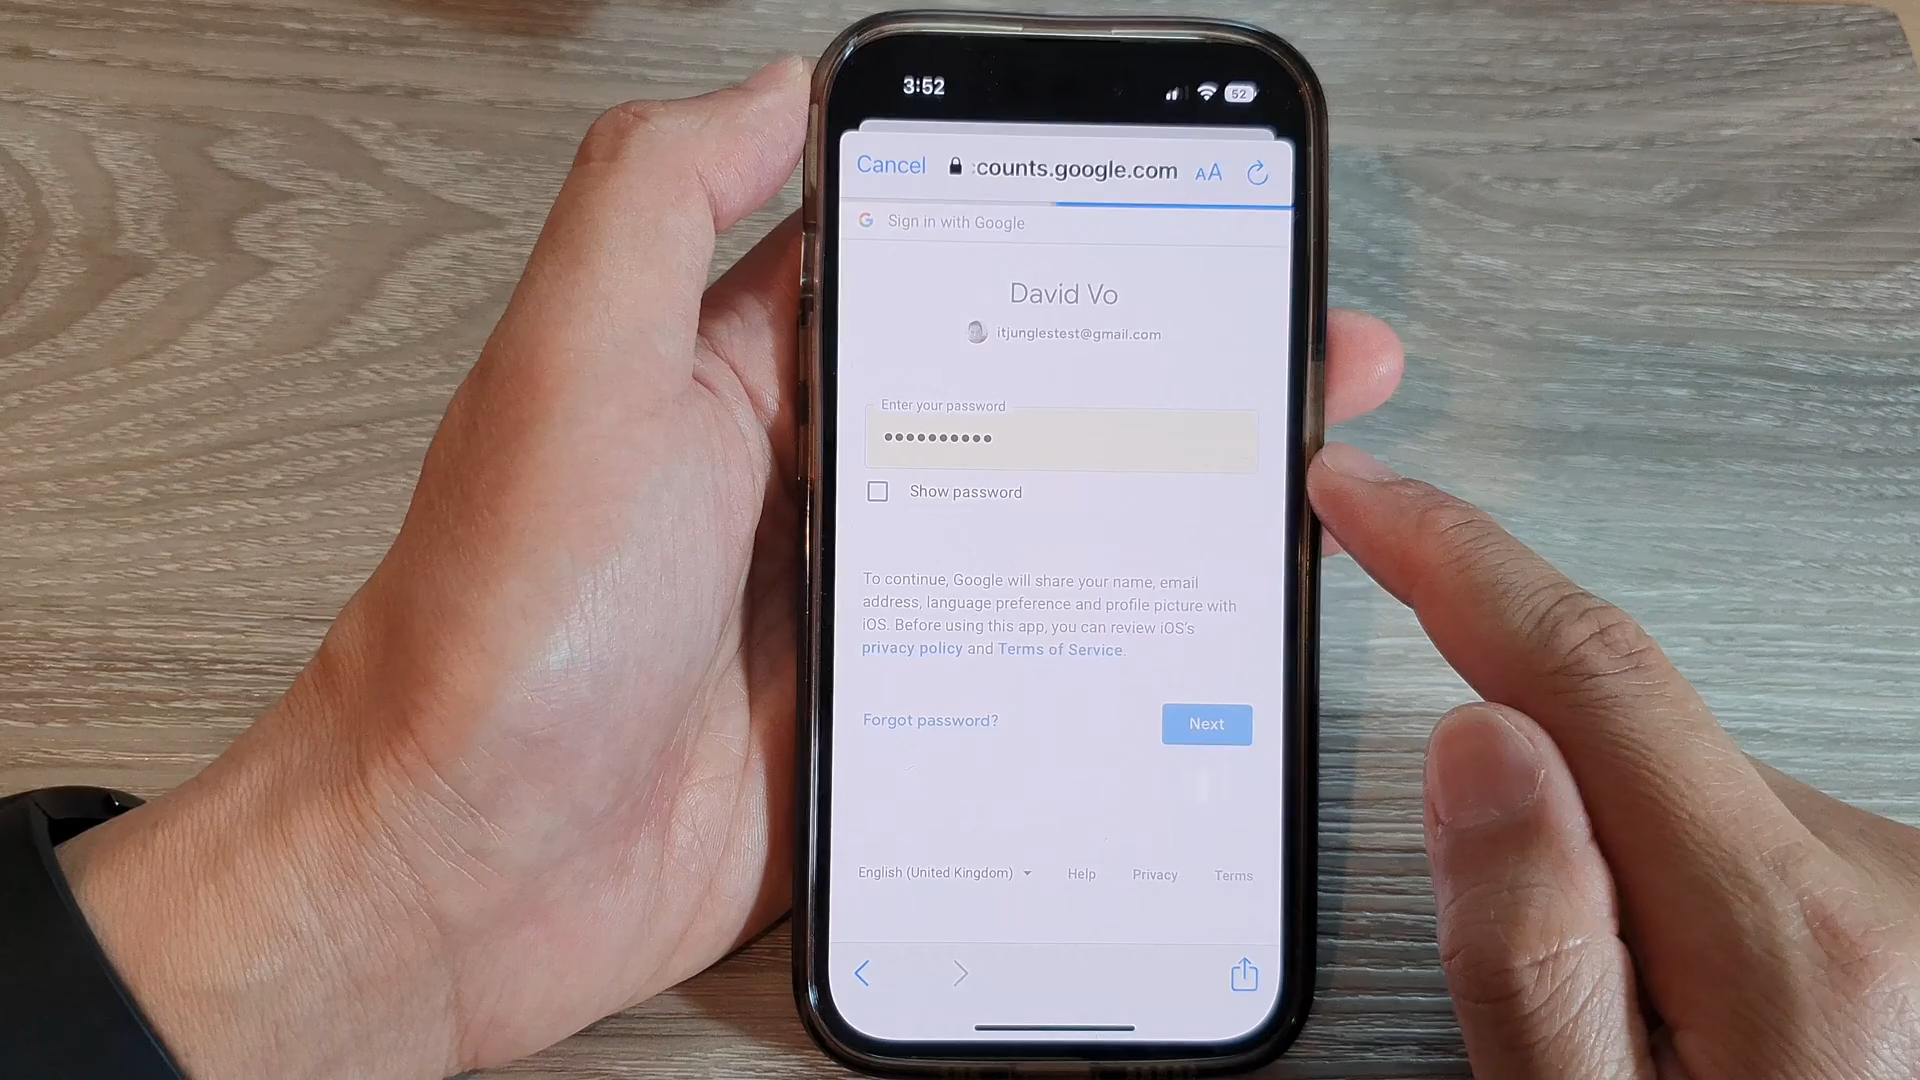 3:52
52
Cancel
counts.google.com
AA
Sign in with Google
David Vo
itjunglestest@gmail.com
Enter your password
Show password
To continue, Google will share your name, email
address, language preference and profile picture with
iOS. Before using this app, you can review iOS's
privacy policy and Terms of Service.
Forgot password?
Next
English (United Kingdom)
Help
Privacy
Terms